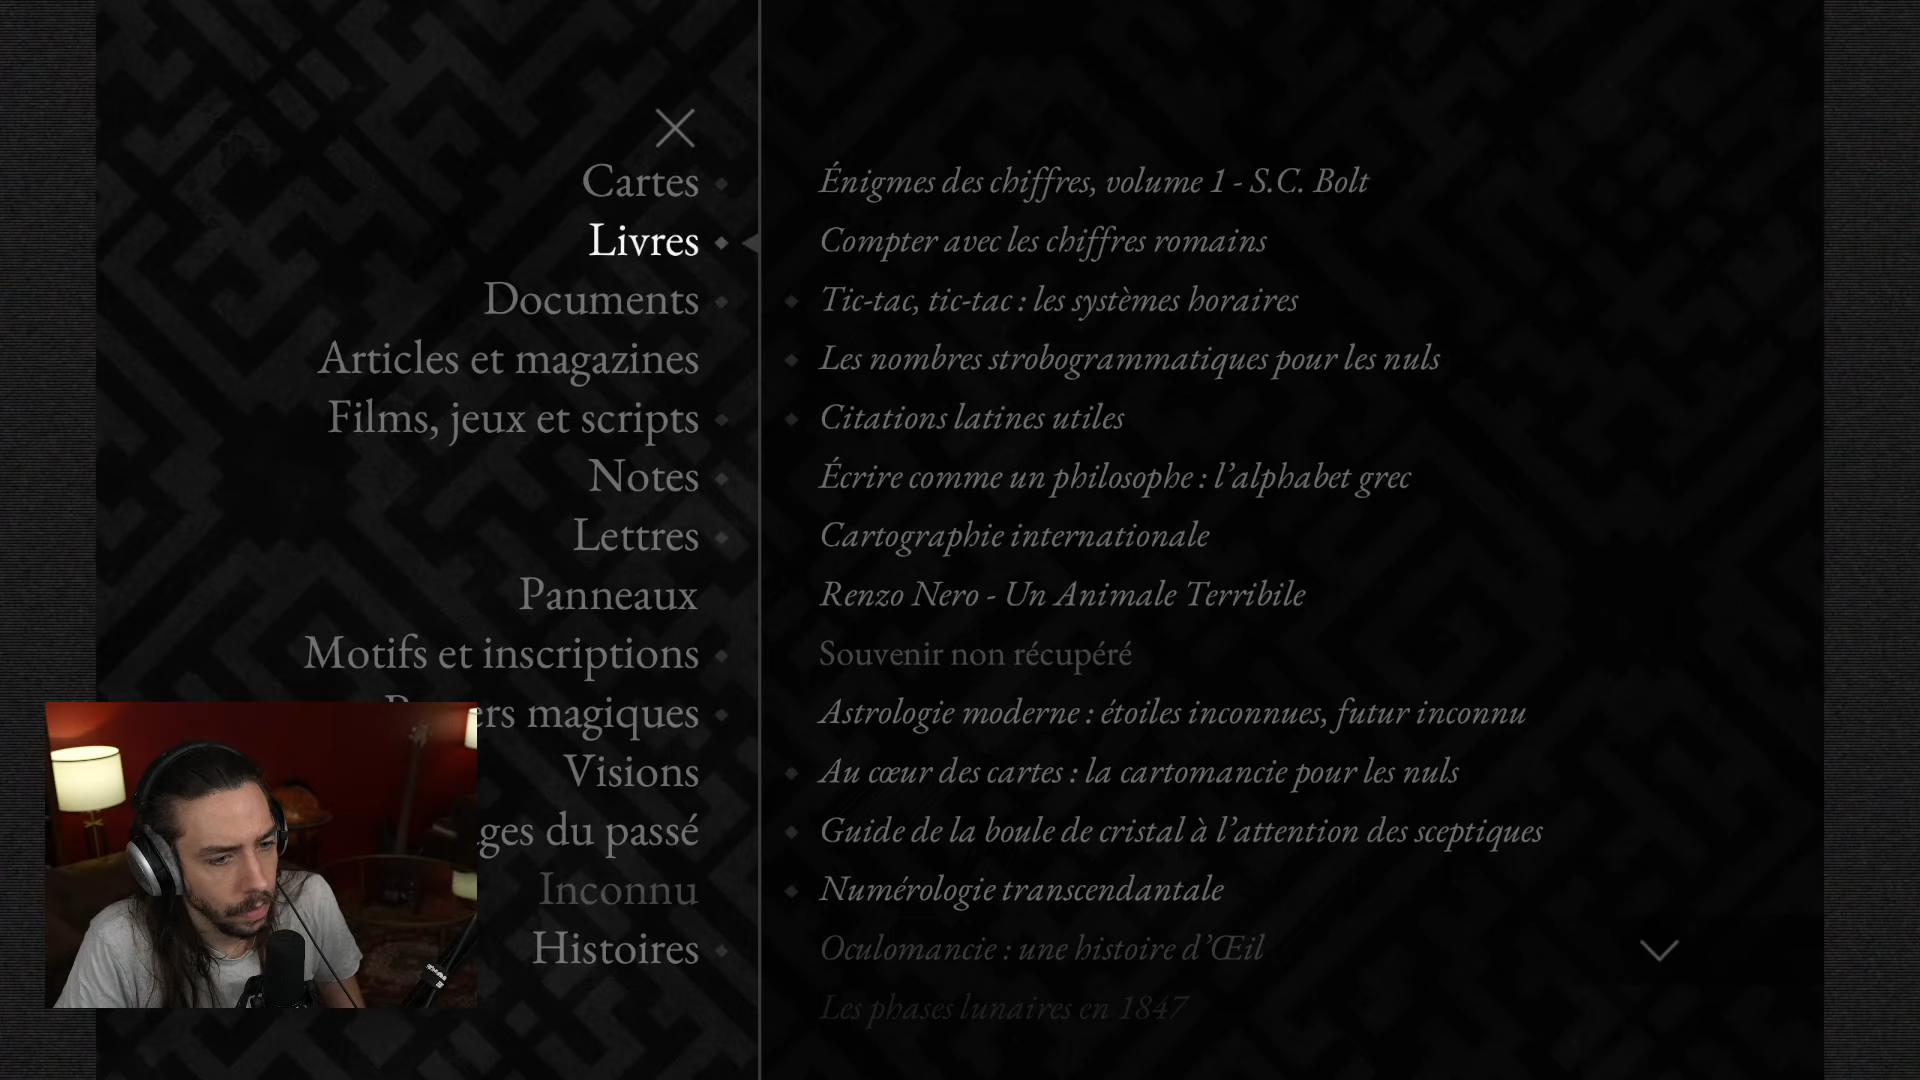 Cartes
Livres
Documents
Articles et magazines
Films, jeux et scripts
Notes
Lettres
Panneaux
Motifs et inscriptions
magiques
Visions
du passé
Inconnu
Histoires
Énigmes des chiffres, volume 1 - S.C. Bolt
Compter avec les chiffres romains
Tic-tac, tic-tac : les systèmes horaires
Les nombres strobogrammatiques pour les nuls
Citations latines utiles
Écrire comme un philosophe : l’alphabet grec
Cartographie internationale
Renzo Nero - Un Animale Terribile
Souvenir non récupéré
Astrologie moderne : étoiles inconnues, futur inconnu
Au cœur des cartes : la cartomancie pour les nuls
Guide de la boule de cristal à l’attention des sceptiques
Numérologie transcendantale
Oculomancie : une histoire d’Œil
Les phases lunaires en 1847